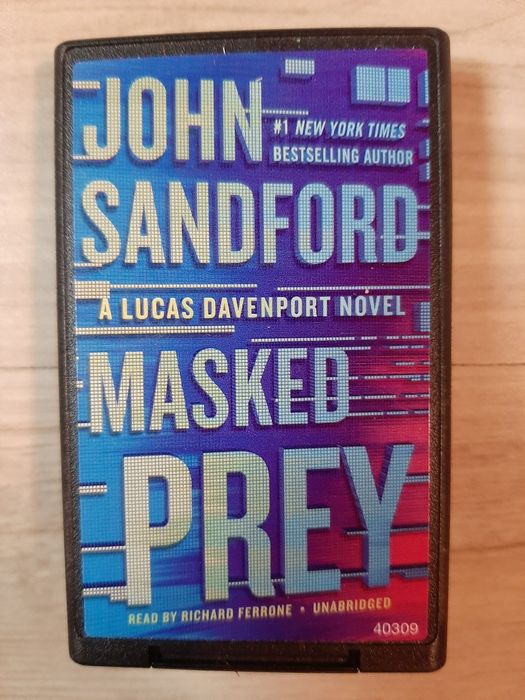 JOHN
#1 NEW YORK TIMES
BESTSELLING AUTHOR
SANDFORD
A LUCAS DAVENPORT NOVEL
MASKED
PREY
READ BY RICHARD FERRONE • UNABRIDGED
40309